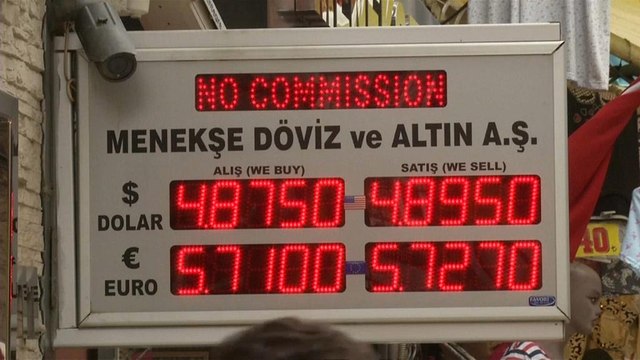 NO COMMISSION
MENEKŞE DÖVİZ ve ALTIN A.Ş.
ALIŞ (WE BUY) SATIŞ (WE SELL)
$ DOLAR 4.8750 4.8950
€ EURO 5.7100 5.7270
40